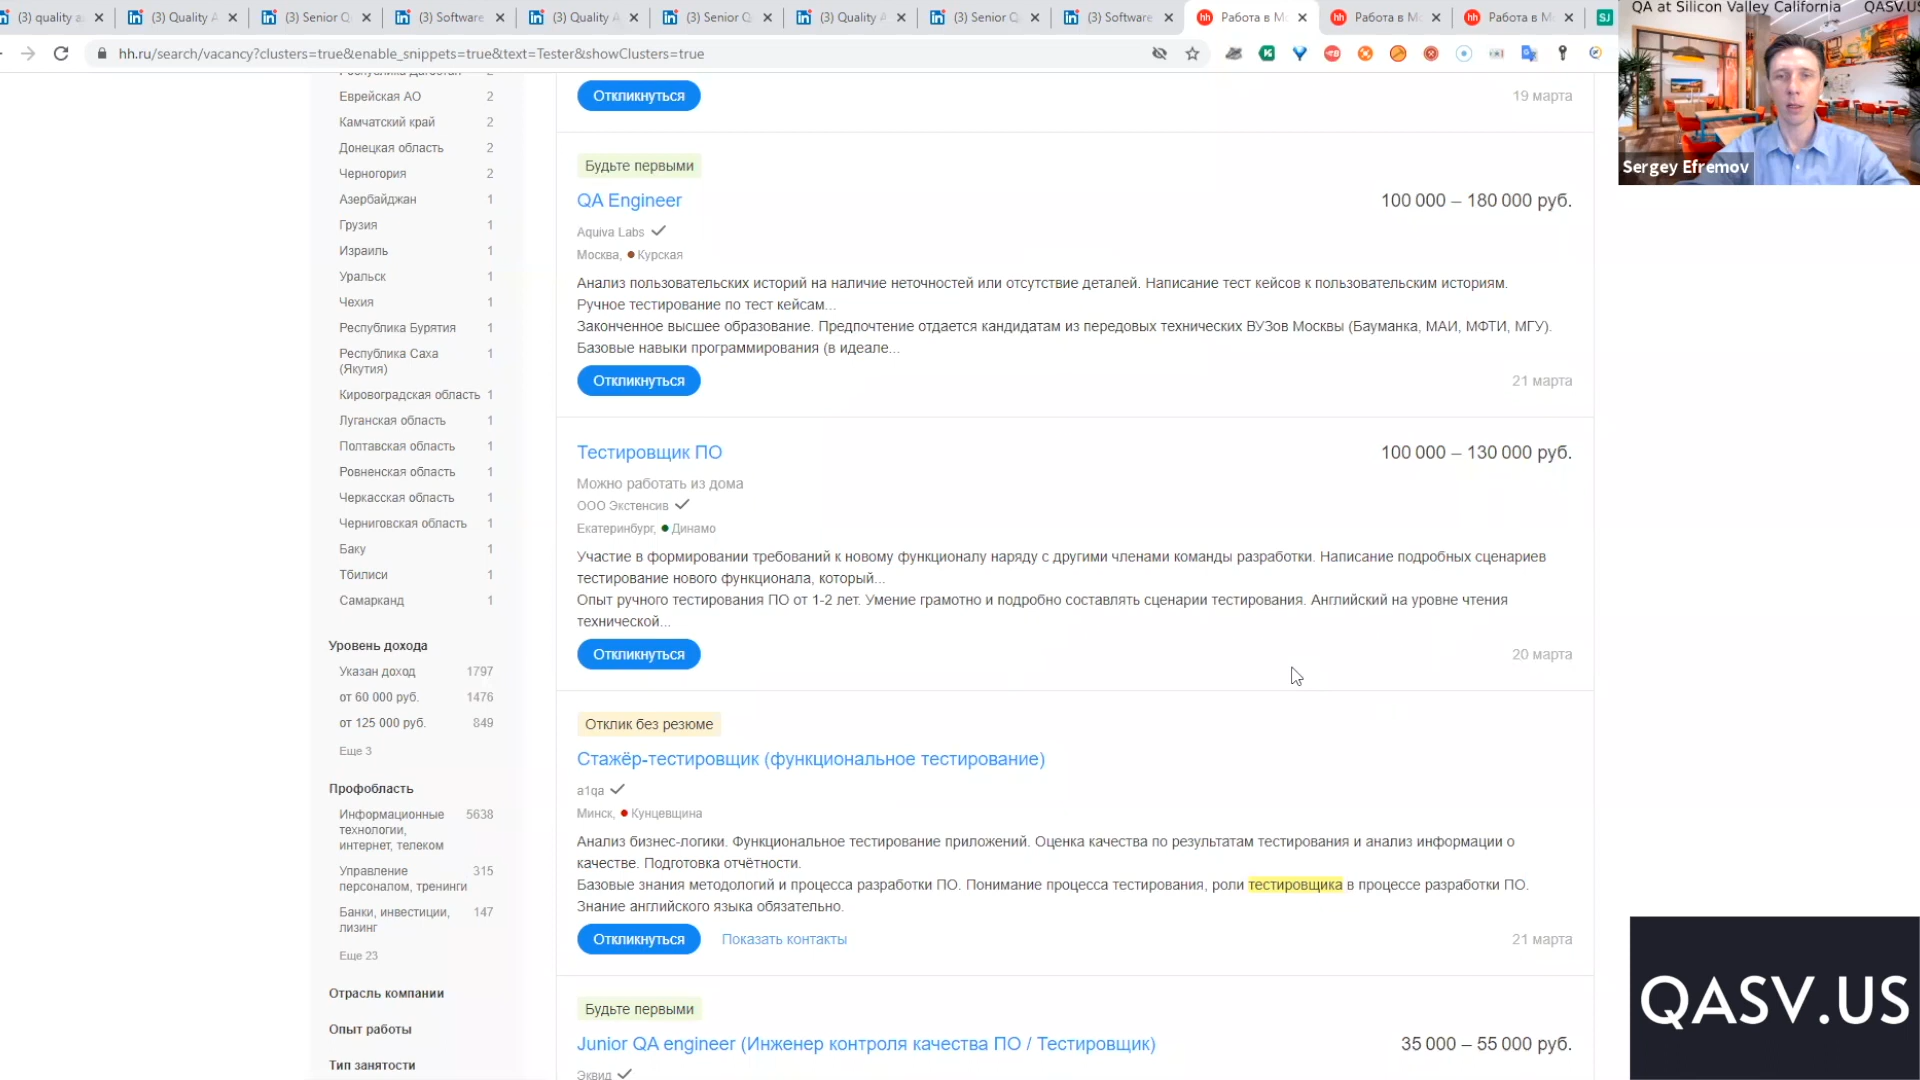 (3) quality a
(3) Quality A
(3) Senior Q
(3) Software
(3) Quality A
(3) Senior Q
(3) Quality A
(3) Senior Q
(3) Software
Работа в М
Работа в Мо
Работа в Мо
SJ
QA at Silicon Valley California QASV.US
hh.ru/search/vacancy?clusters=true&enable_snippets=true&text=Tester&showClusters=true
Sergey Efremov
Республика Дагестан 2
Еврейская АО 2
Камчатский край 2
Донецкая область 2
Черногория 2
Азербайджан 1
Грузия 1
Израиль 1
Уральск 1
Чехия 1
Республика Бурятия 1
Республика Саха 1
(Якутия)
Кировоградская область 1
Луганская область 1
Полтавская область 1
Ровненская область 1
Черкасская область 1
Черниговская область 1
Баку 1
Тбилиси 1
Самарканд 1
Уровень дохода
Указан доход 1797
от 60 000 руб. 1476
от 125 000 руб. 849
Еще 3
Профобласть
Информационные 5638
технологии,
интернет, телеком
Управление 315
персоналом, тренинги
Банки, инвестиции, 147
лизинг
Еще 23
Отрасль компании
Опыт работы
Тип занятости
Откликнуться 19 марта
Будьте первыми
QA Engineer 100 000 – 180 000 руб.
Aquiva Labs
Москва, Курская
Анализ пользовательских историй на наличие неточностей или отсутствие деталей. Написание тест кейсов к пользовательским историям.
Ручное тестирование по тест кейсам...
Законченное высшее образование. Предпочтение отдается кандидатам из передовых технических ВУЗов Москвы (Бауманка, МАИ, МФТИ, МГУ).
Базовые навыки программирования (в идеале...
Откликнуться 21 марта
Тестировщик ПО 100 000 – 130 000 руб.
Можно работать из дома
ООО Экстенсив
Екатеринбург, Динамо
Участие в формировании требований к новому функционалу наряду с другими членами команды разработки. Написание подробных сценариев
тестирование нового функционала, который...
Опыт ручного тестирования ПО от 1-2 лет. Умение грамотно и подробно составлять сценарии тестирования. Английский на уровне чтения
технической...
Откликнуться 20 марта
Отклик без резюме
Стажёр-тестировщик (функциональное тестирование)
a1qa
Минск, Кунцевщина
Анализ бизнес-логики. Функциональное тестирование приложений. Оценка качества по результатам тестирования и анализ информации о
качестве. Подготовка отчётности.
Базовые знания методологий и процесса разработки ПО. Понимание процесса тестирования, роли тестировщика в процессе разработки ПО.
Знание английского языка обязательно.
Откликнуться Показать контакты 21 марта
Будьте первыми
Junior QA engineer (Инженер контроля качества ПО / Тестировщик) 35 000 – 55 000 руб.
Эквид
QASV.US